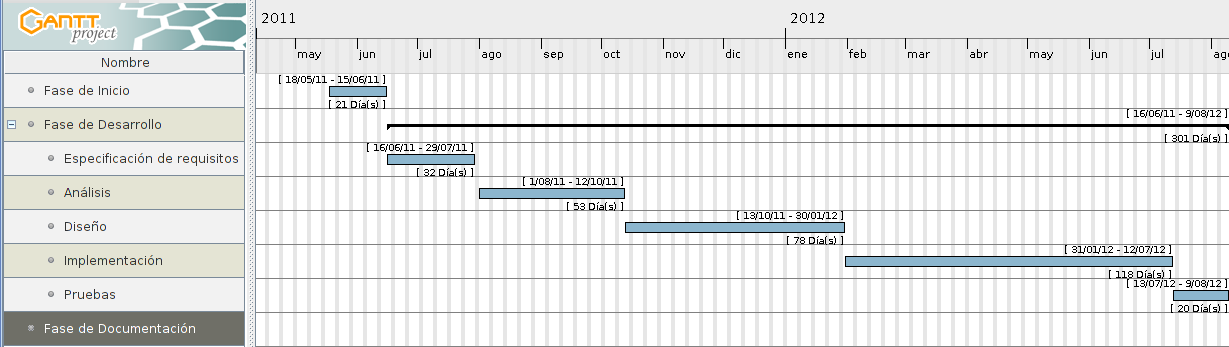 GANTT project
2011 2012
may jun jul ago sep oct nov dic ene feb mar abr may jun jul ago
Nombre
[ 18/05/11 - 15/06/11 ]
Fase de Inicio
[ 21 Día(s) ]
[ 16/06/11 - 9/08/12 ]
Fase de Desarrollo
[ 301 Día(s) ]
[ 16/06/11 - 29/07/11 ]
Especificación de requisitos
[ 32 Día(s) ]
[ 1/08/11 - 12/10/11 ]
Análisis
[ 53 Día(s) ]
[ 13/10/11 - 30/01/12 ]
Diseño
[ 78 Día(s) ]
[ 31/01/12 - 12/07/12 ]
Implementación
[ 118 Día(s) ]
[ 13/07/12 - 9/08/12 ]
Pruebas
[ 20 Día(s) ]
Fase de Documentación